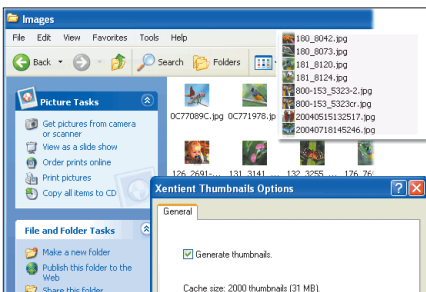 Images
File Edit View Favorites Tools Help
Back Search Folders
180_8042.jpg
180_8073.jpg
181_8120.jpg
181_8124.jpg
800-153_5323-2.jpg
800-153_5323cr.jpg
20040515132517.jpg
20040718145246.jpg
Picture Tasks
Get pictures from camera
or scanner
View as a slide show
Order prints online
Print pictures
Copy all items to CD
0C77089C.jpg 0C771978.jp
126_2691-... 131_3141 132_3255
File and Folder Tasks
Make a new folder
Publish this folder to the
Web
Share this folder
Xentient Thumbnails Options
General
Generate thumbnails.
Cache size: 2000 thumbnails (31 MB).